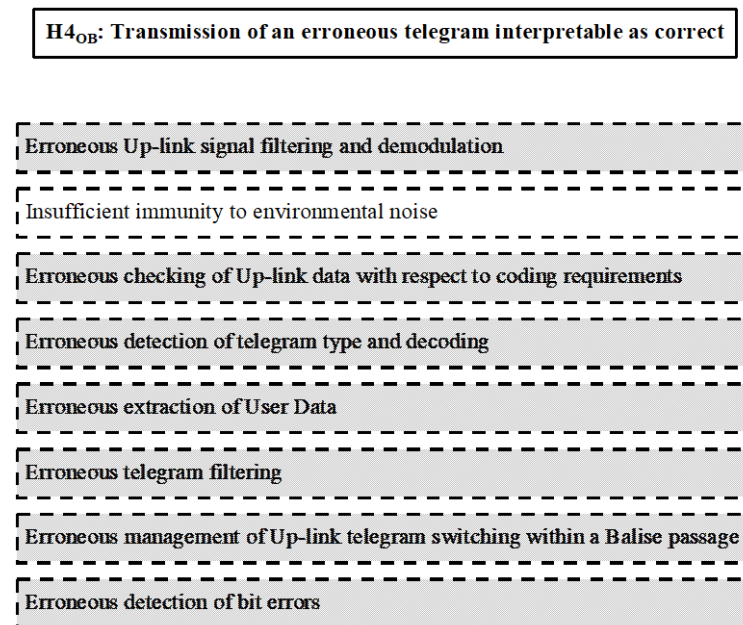 H4OB: Transmission of an erroneous telegram interpretable as correct
Erroneous Up-link signal filtering and demodulation
Insufficient immunity to environmental noise
Erroneous checking of Up-link data with respect to coding requirements
Erroneous detection of telegram type and decoding
Erroneous extraction of User Data
Erroneous telegram filtering
Erroneous management of Up-link telegram switching within a Balise passage
Erroneous detection of bit errors